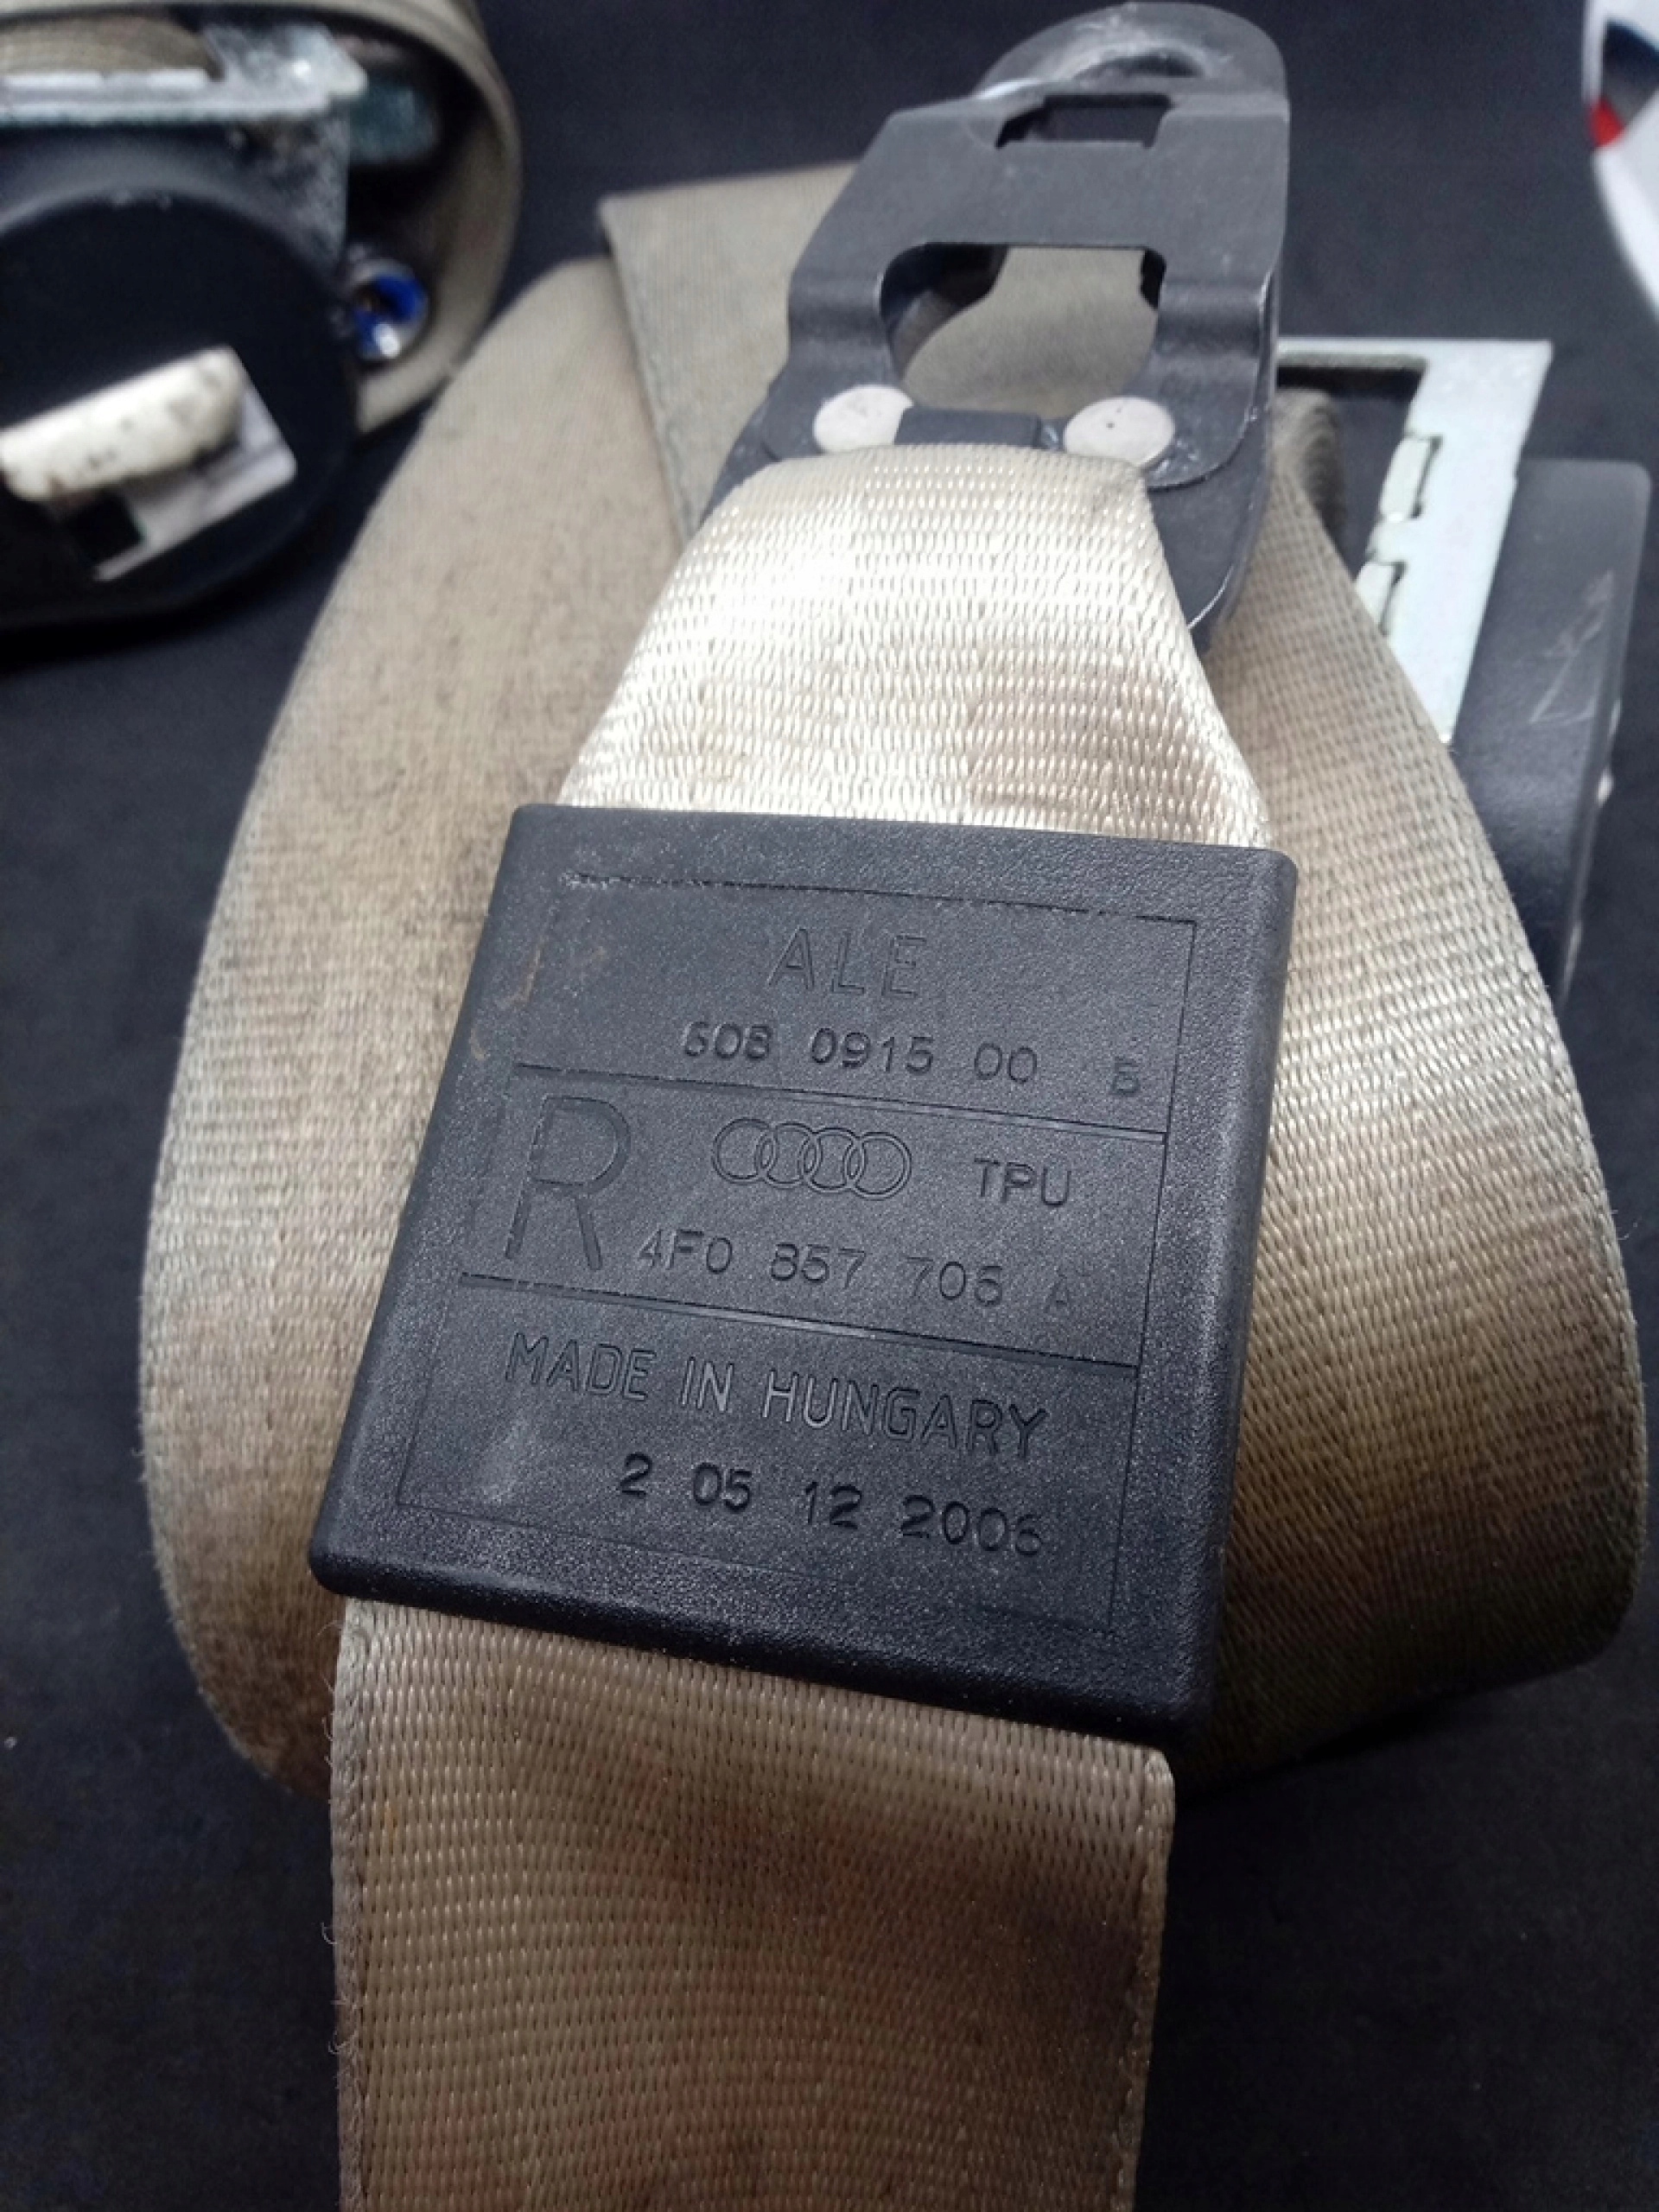 ALE
608 0915 00 B
R TPU
4F0 857 706 A
MADE IN HUNGARY
2 05 12 2006